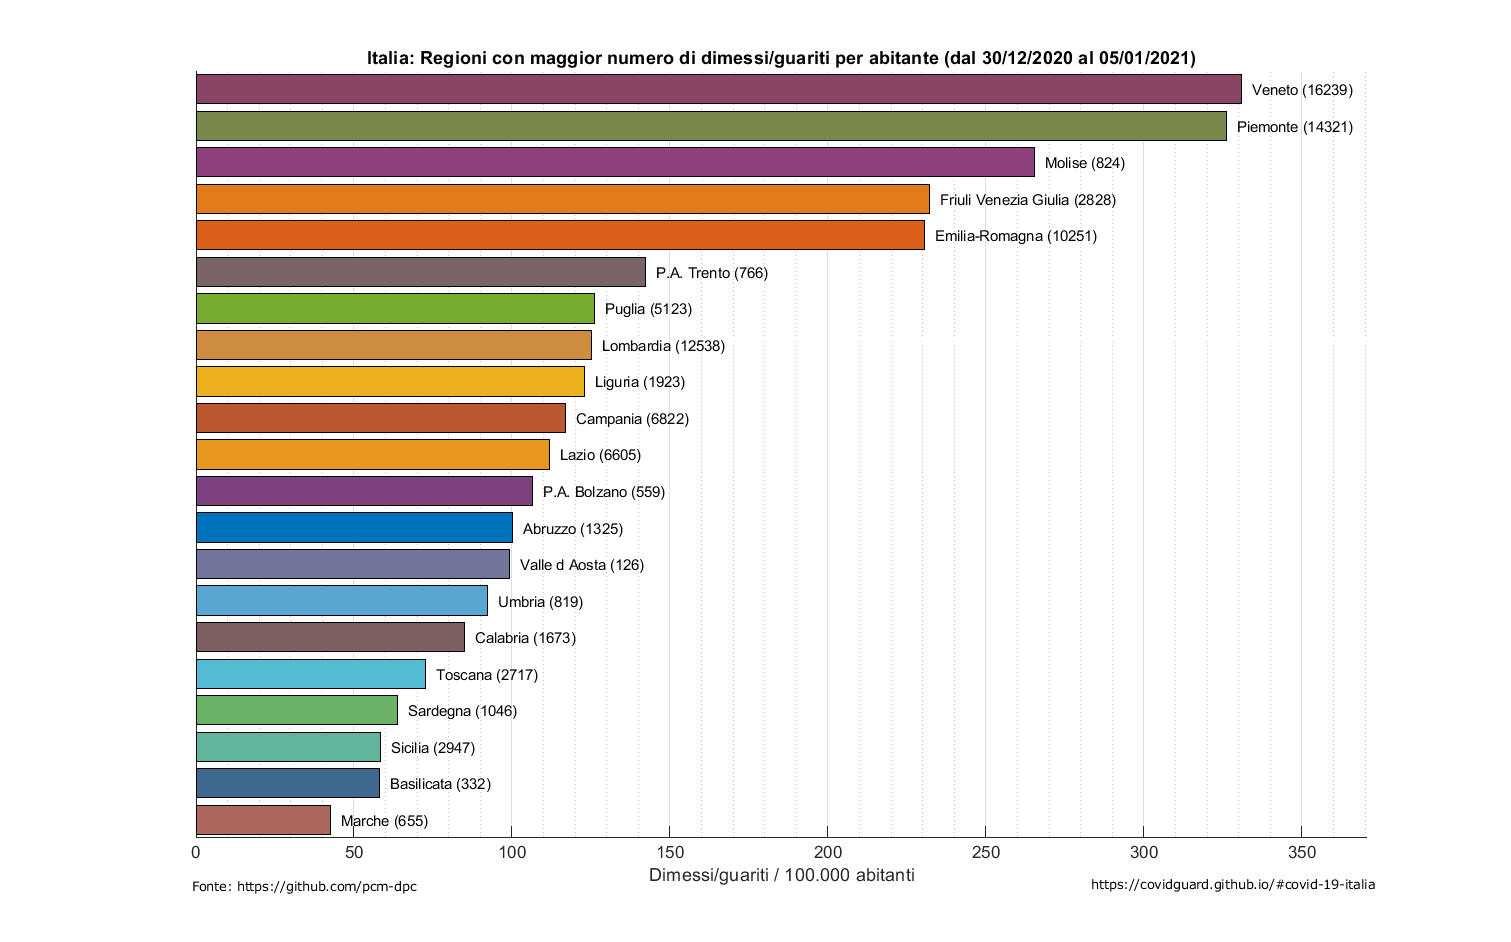 Italia: Regioni con maggior numero di dimessi/guariti per abitante (dal 30/12/2020 al 05/01/2021)
Veneto (16239)
Piemonte (14321)
Molise (824)
Friuli Venezia Giulia (2828)
Emilia-Romagna (10251)
P.A. Trento (766)
Puglia (5123)
Lombardia (12538)
Liguria (1923)
Campania (6822)
Lazio (6605)
P.A. Bolzano (559)
Abruzzo (1325)
Valle d Aosta (126)
Umbria (819)
Calabria (1673)
Toscana (2717)
Sardegna (1046)
Sicilia (2947)
Basilicata (332)
Marche (655)
0 50 100 150 200 250 300 350
Dimessi/guariti / 100.000 abitanti
Fonte: https://github.com/pcm-dpc
https://covidguard.github.io/#covid-19-italia